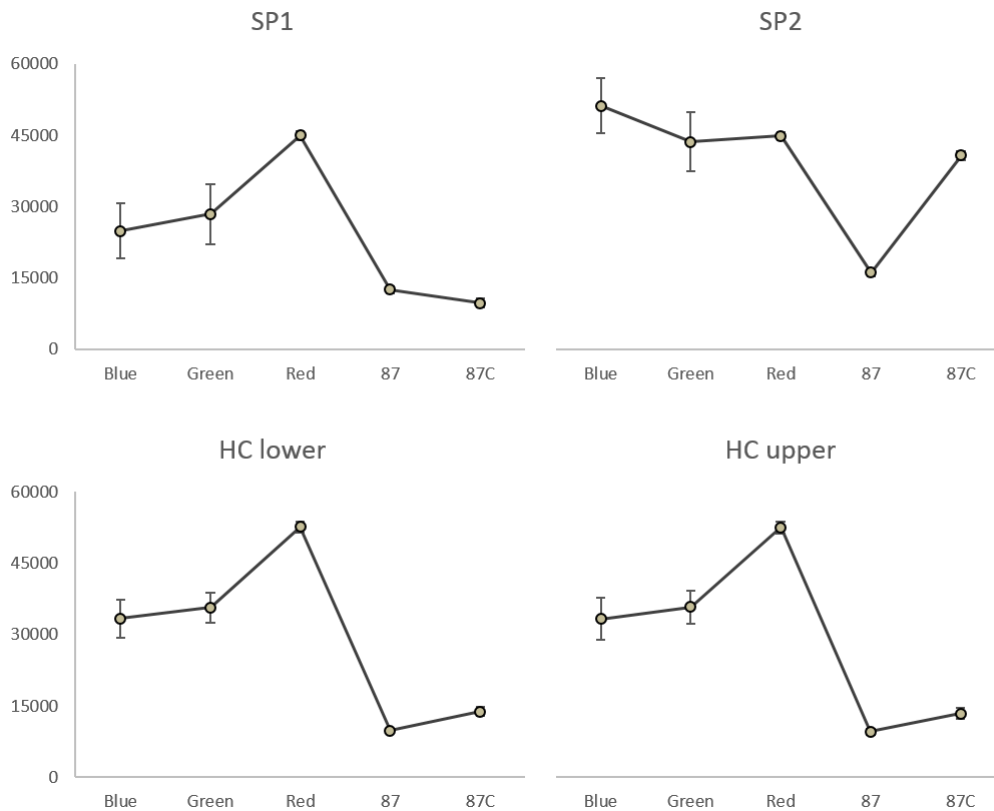 SP1
SP2
60000
45000
30000
15000
0
Blue Green Red 87 87C
Blue Green Red 87 87C
HC lower
HC upper
60000
45000
30000
15000
0
Blue Green Red 87 87C
Blue Green Red 87 87C